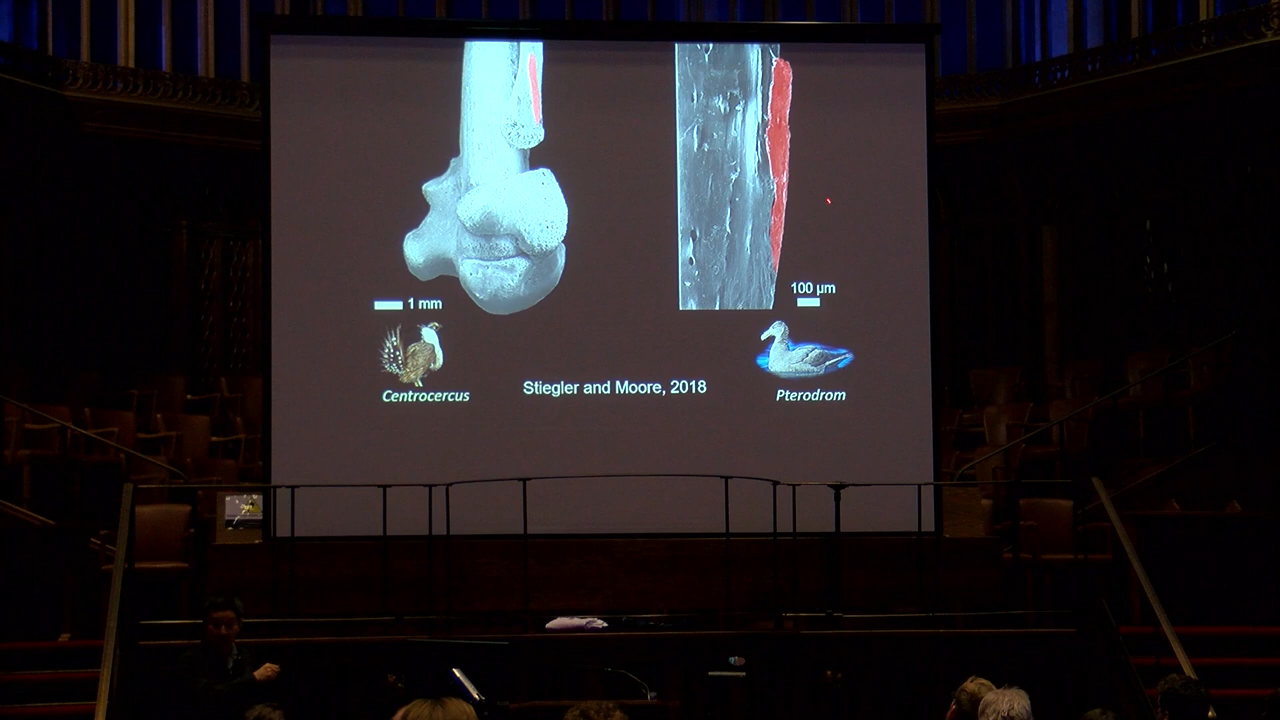 1 mm
100 µm
Centrocercus
Stiegler and Moore, 2018
Pterodrom